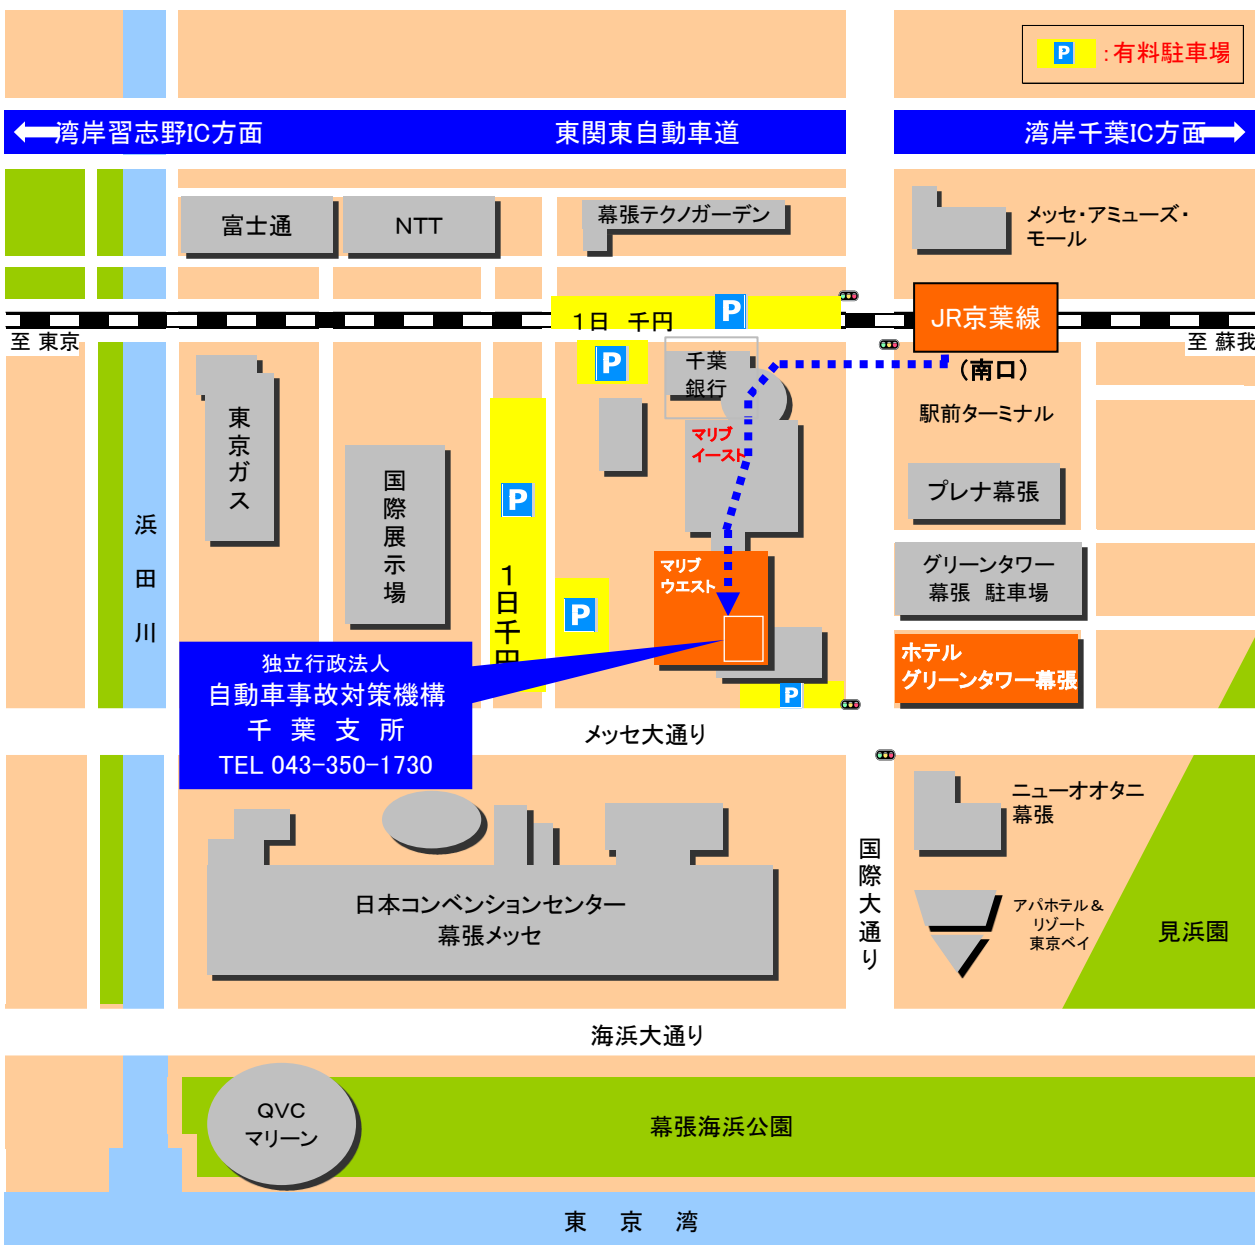 P :有料駐車場
湾岸習志野IC方面
東関東自動車道
湾岸千葉IC方面
富士通
NTT
幕張テクノガーデン
メッセ・アミューズ・
モール
1日 千円
P
JR京葉線
至 東京
至 蘇我
(南口)
P
千葉
銀行
駅前ターミナル
東京ガス
マリブ
イースト
国際展示場
P
1日千円
プレナ幕張
浜田川
マリブ
ウエスト
グリーンタワー
幕張 駐車場
P
ホテル
グリーンタワー幕張
独立行政法人
自動車事故対策機構
千 葉 支 所
TEL 043-350-1730
P
メッセ大通り
ニューオオタニ
幕張
国際大通り
日本コンベンションセンター
幕張メッセ
アパホテル&
リゾート
東京ベイ
見浜園
海浜大通り
QVC
マリーン
幕張海浜公園
東 京 湾